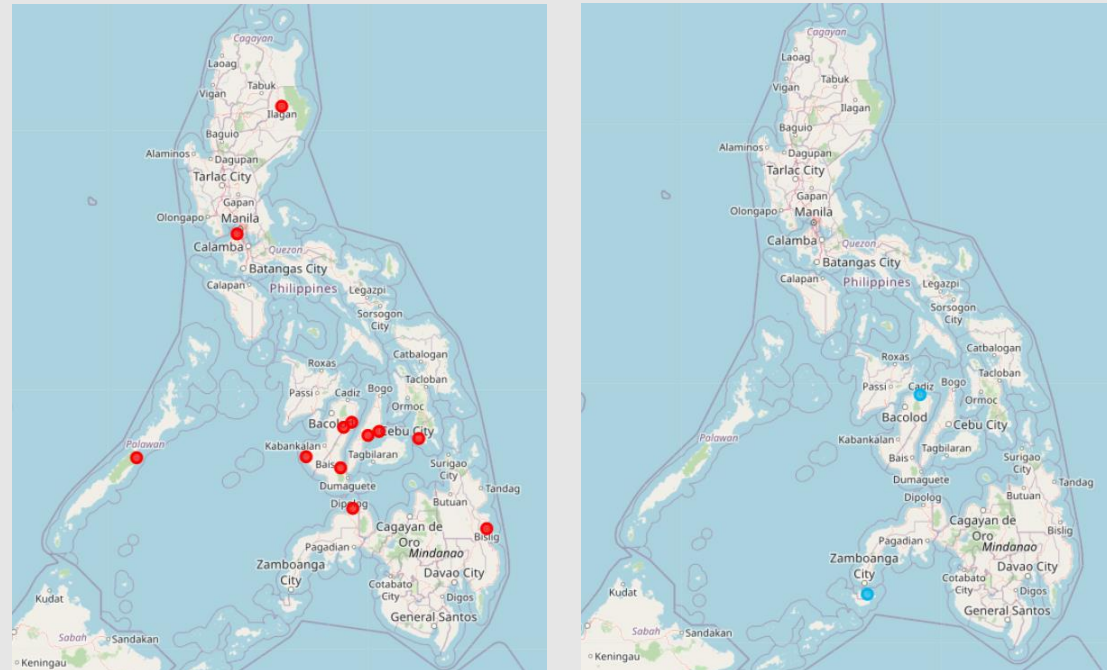 Cagayan
Laoag
Tabuk
Vigan
Ilagan
Baguio
Alaminos
Dagupan
Tarlac City
Gapan
Olongapo
Manila
Calamba
Quezon
Batangas City
Calapan
Philippines
Legazpi
Sorsogon
City
Catbalogan
Roxas
Tacloban
Passi
Cadiz
Bogo
Ormoc
Bacolod
Cebu City
Palawan
Kabankalan
Tagbilaran
Bais
Surigao
City
Dumaguete
Tandag
Dipolog
Butuan
Cagayan de
Oro
Bislig
Pagadian
Mindanao
Zamboanga
City
Davao City
Cotabato
City
Digos
Kudat
General Santos
Sabah
Sandakan
Keningau
Cagayan
Laoag
Tabuk
Vigan
Ilagan
Baguio
Alaminos
Dagupan
Tarlac City
Gapan
Olongapo
Manila
Calamba
Quezon
Batangas City
Calapan
Philippines
Legazpi
Sorsogon
City
Catbalogan
Roxas
Tacloban
Passi
Cadiz
Bogo
Ormoc
Bacolod
Cebu City
Palawan
Kabankalan
Tagbilaran
Bais
Surigao
City
Dumaguete
Tandag
Dipolog
Butuan
Cagayan de
Oro
Bislig
Pagadian
Mindanao
Zamboanga
City
Davao City
Cotabato
City
Digos
Kudat
General Santos
Sabah
Sandakan
Keningau